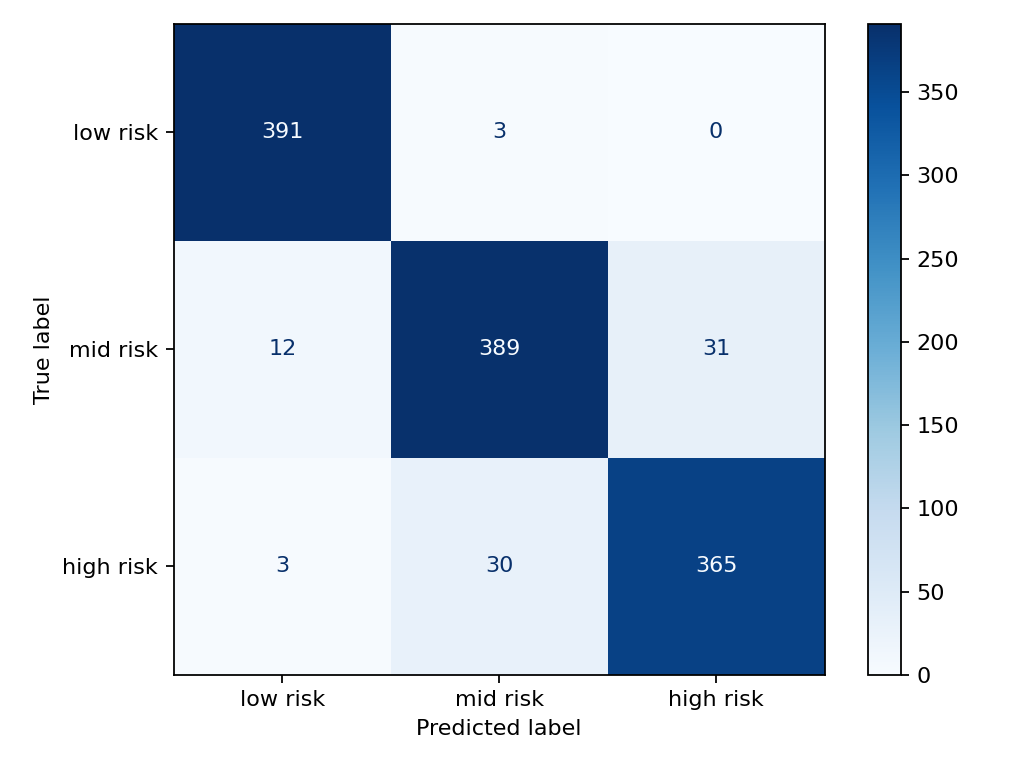 391 3 0
12 389 31
3 30 365
low risk
mid risk
high risk
True label
low risk mid risk high risk
Predicted label
350
300
250
200
150
100
50
0